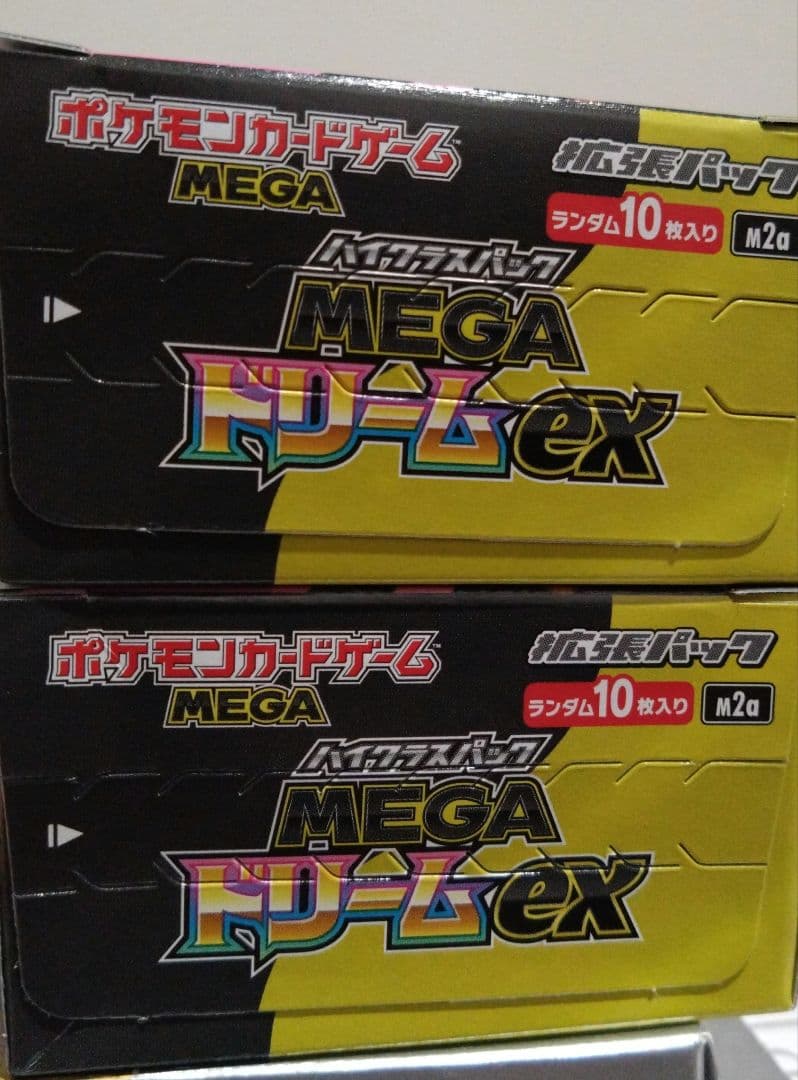 ポケモンカードゲーム™
MEGA
拡張パック
ランダム10枚入り M2a
ハイクラスパック
MEGA
ドリームex
ポケモンカードゲーム™
MEGA
拡張パック
ランダム10枚入り M2a
ハイクラスパック
MEGA
ドリームex